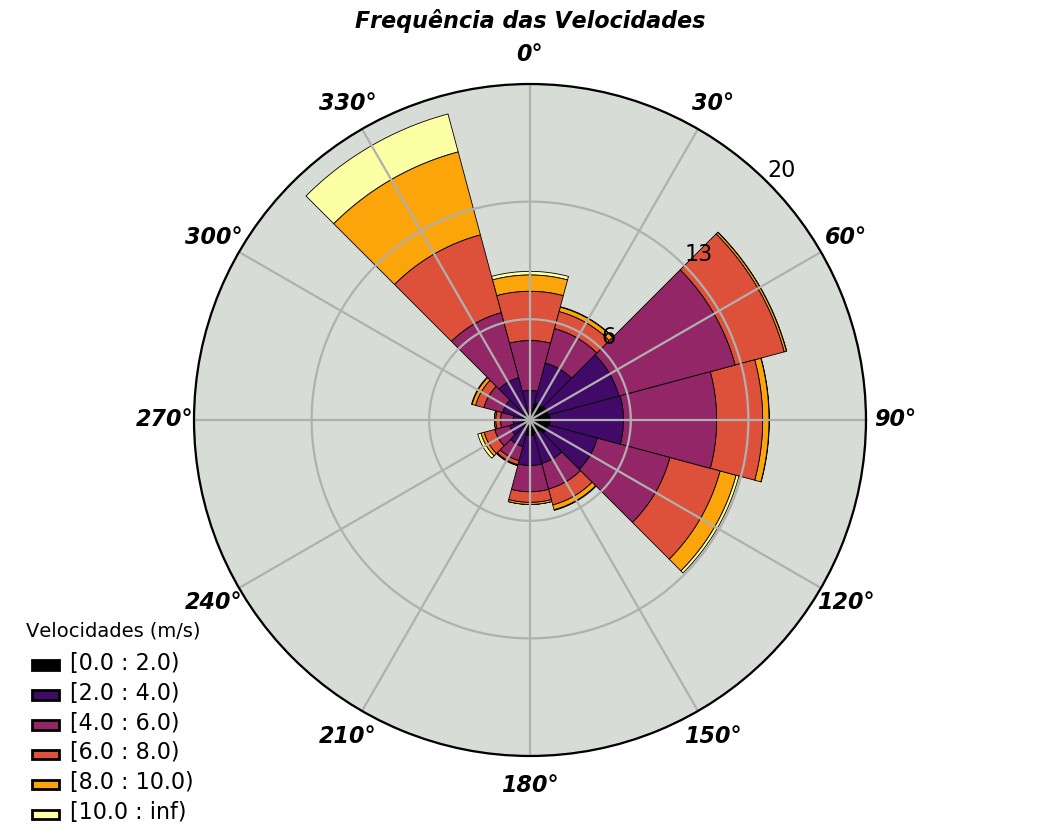 Frequência das Velocidades
0°
330°
30°
20
300°
60°
13
6
270°
90°
240°
120°
Velocidades (m/s)
[0.0 : 2.0)
[2.0 : 4.0)
[4.0 : 6.0)
210°
150°
[6.0 : 8.0)
[8.0 : 10.0)
180°
[10.0 : inf)